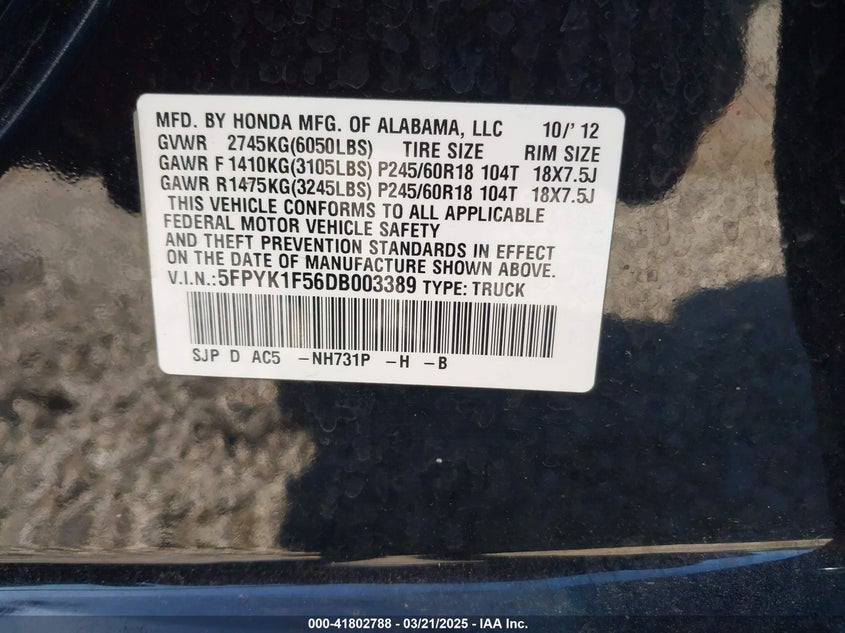 MFD. BY HONDA MFG. OF ALABAMA, LLC 10/'12
GVWR 2745KG(6050LBS) TIRE SIZE RIM SIZE
GAWR F 1410KG(3105LBS) P245/60R18 104T 18X7.5J
GAWR R1475KG(3245LBS) P245/60R18 104T 18X7.5J
THIS VEHICLE CONFORMS TO ALL APPLICABLE
FEDERAL MOTOR VEHICLE SAFETY
AND THEFT PREVENTION STANDARDS IN EFFECT
ON THE DATE OF MANUFACTURE SHOWN ABOVE.
V.I.N.:5FPYK1F56DB003389 TYPE: TRUCK
SJP D AC5 -NH731P -H -B
000-41802788 - 03/21/2025 - IAA Inc.